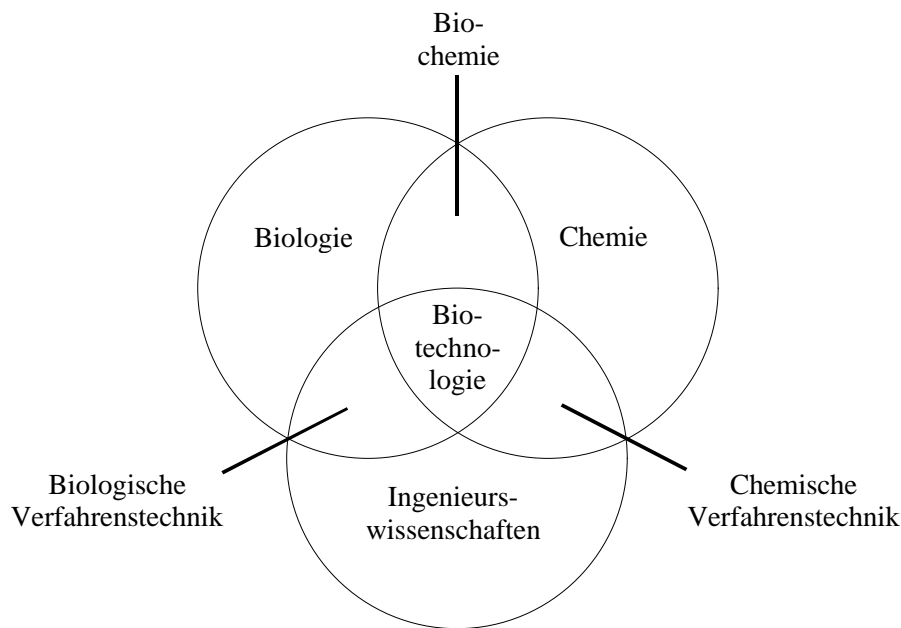 Bio-
chemie
Biologie
Chemie
Bio-
techno-
logie
Biologische
Verfahrenstechnik
Ingenieurs-
wissenschaften
Chemische
Verfahrenstechnik